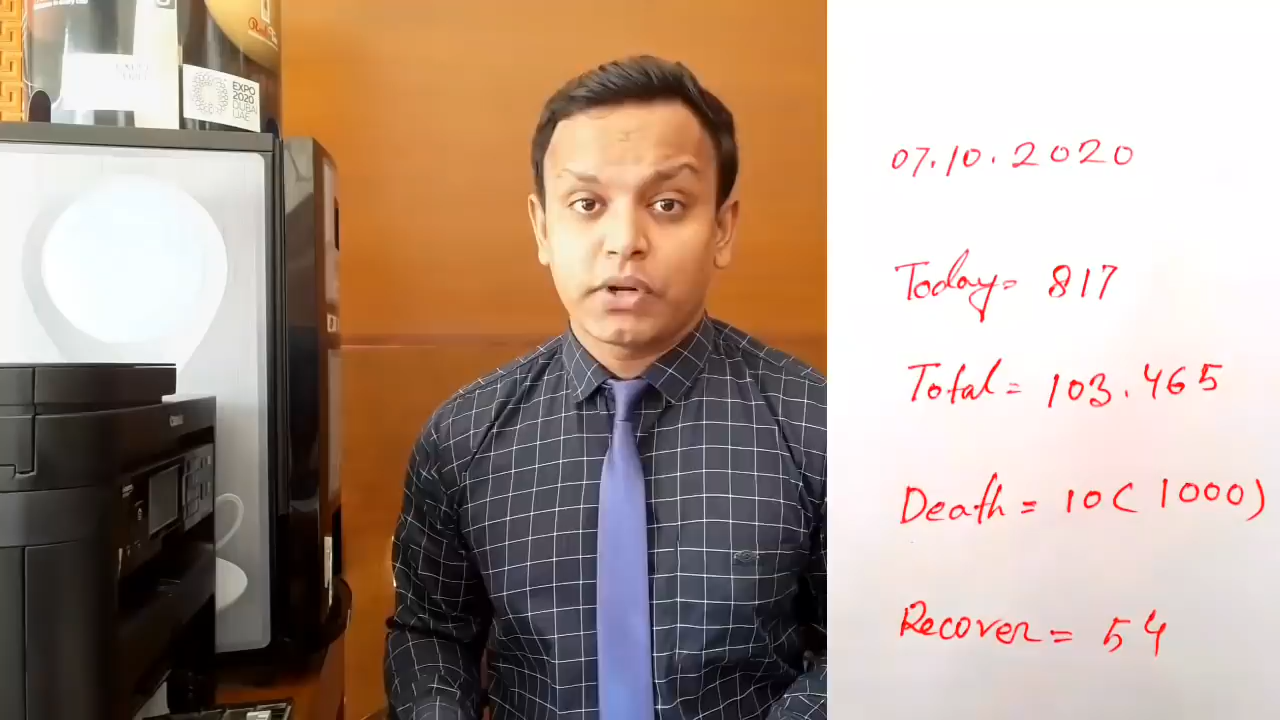 EXPO
2020
DUBAI
UAE
07.10.2020
Today = 817
Total = 103.465
Death = 10 ( 1000)
Recover = 54